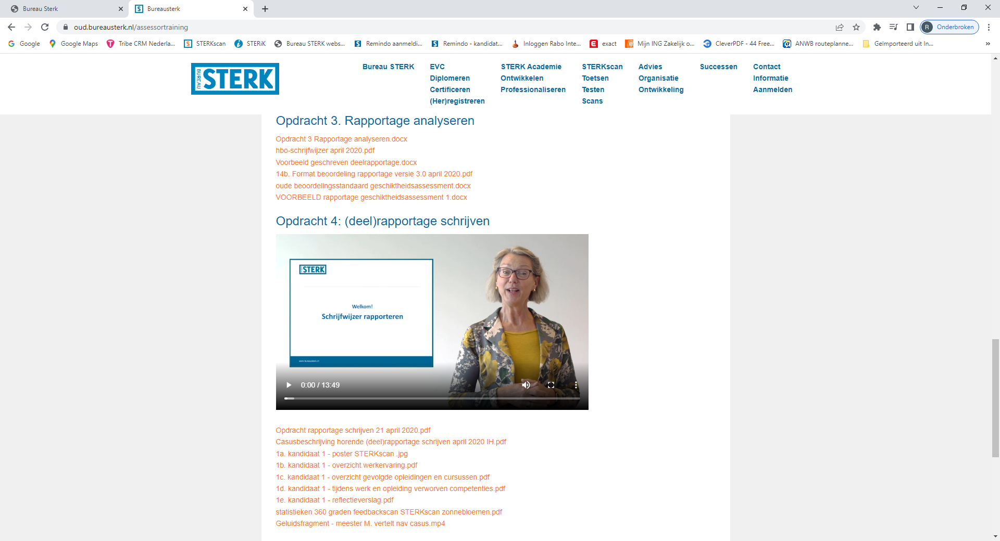 Bureau Sterk
Bureausterk
oud.bureausterk.nl/assessortraining
R Onderbroken
Google
Google Maps
Tribe CRM Nederla...
STERKscan
STERiK
Bureau STERK webs...
Remindo aanmeldi...
Remindo - kandidat...
Inloggen Rabo Inte...
exact
Mijn ING Zakelijk o...
CleverPDF - 44 Free...
ANWB routeplanne...
Geïmporteerd uit In...
BUREAU STERK
Bureau STERK
EVC
Diplomeren
Certificeren
(Her)registreren
STERK Academie
Ontwikkelen
Professionaliseren
STERKscan
Toetsen
Testen
Scans
Advies
Organisatie
Ontwikkeling
Successen
Contact
Informatie
Aanmelden
Opdracht 3. Rapportage analyseren
Opdracht 3 Rapportage analyseren.docx
hbo-schrijfwijzer april 2020.pdf
Voorbeeld geschreven deelrapportage.docx
14b. Format beoordeling rapportage versie 3.0 april 2020.pdf
oude beoordelingsstandaard geschiktheidsassessment.docx
VOORBEELD rapportage geschiktheidsassessment 1.docx
Opdracht 4: (deel)rapportage schrijven
STERK
Welkom!
Schrijfwijzer rapporteren
www.bureausterk.nl
0:00 / 13:49
Opdracht rapportage schrijven 21 april 2020.pdf
Casusbeschrijving horende (deel)rapportage schrijven april 2020 IH.pdf
1a. kandidaat 1 - poster STERKscan .jpg
1b. kandidaat 1 - overzicht werkervaring.pdf
1c. kandidaat 1 - overzicht gevolgde opleidingen en cursussen.pdf
1d. kandidaat 1 - tijdens werk en opleiding verworven competenties.pdf
1e. kandidaat 1 - reflectieverslag.pdf
statistieken 360 graden feedbackscan STERKscan zonnebloemen.pdf
Geluidsfragment - meester M. vertelt nav casus.mp4